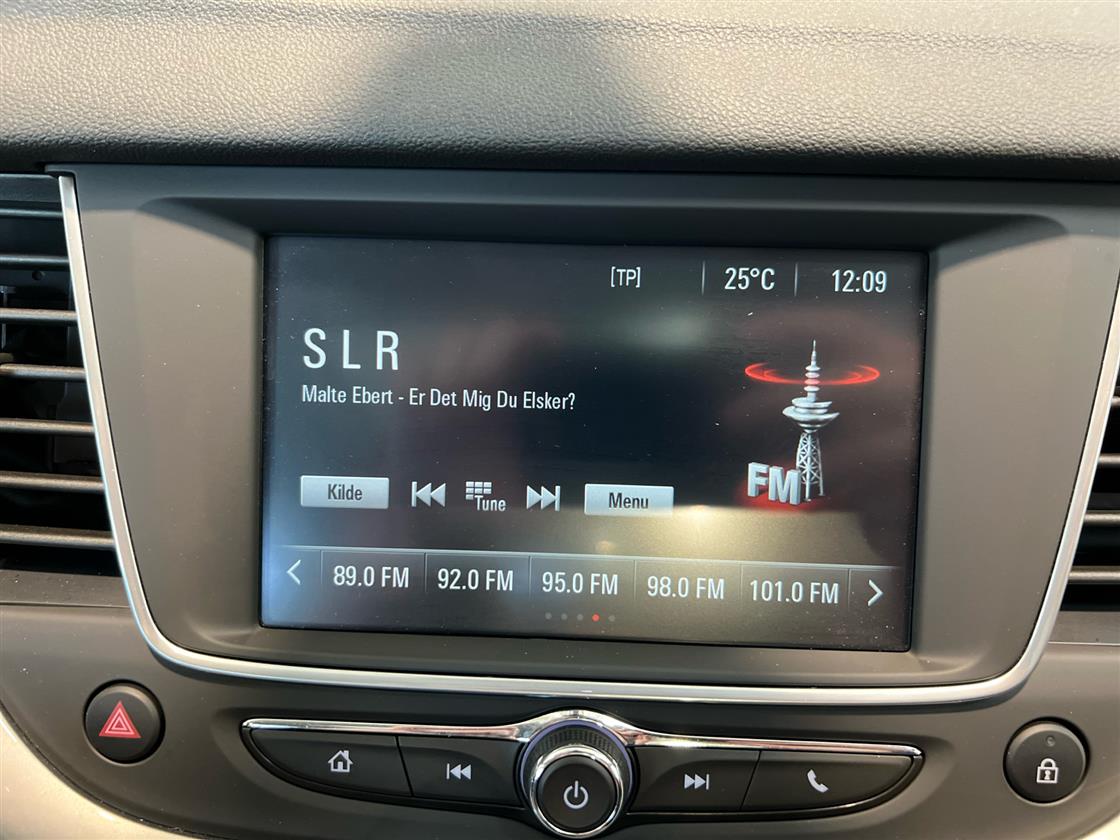 [TP] 25°C 12:09
SLR
Malte Ebert - Er Det Mig Du Elsker?
FM
Kilde Tune Menu
89.0 FM 92.0 FM 95.0 FM 98.0 FM 101.0 FM